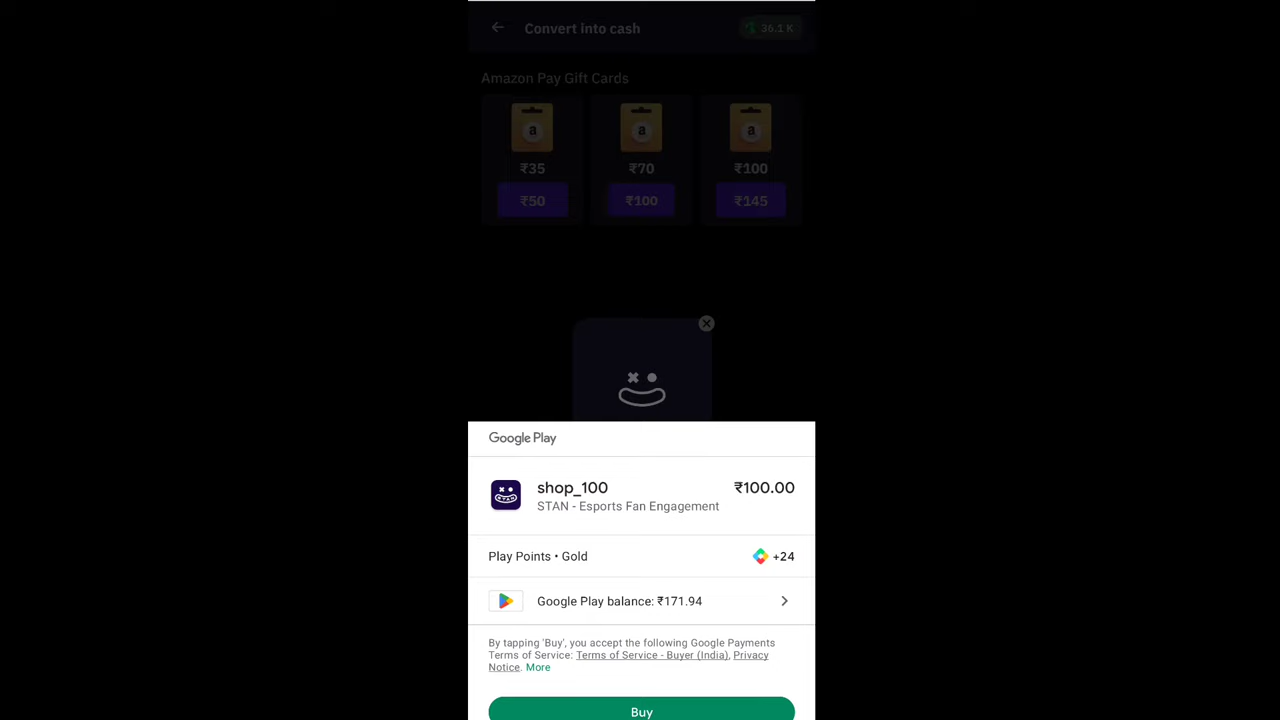 Convert into cash
36.1 K
Amazon Pay Gift Cards
a a a
₹35 ₹70 ₹100
₹50 ₹100 ₹145
Google Play
shop_100 ₹100.00
STAN - Esports Fan Engagement
STAN
Play Points • Gold +24
Google Play balance: ₹171.94
By tapping 'Buy', you accept the following Google Payments
Terms of Service: Terms of Service - Buyer (India), Privacy
Notice. More
Buy